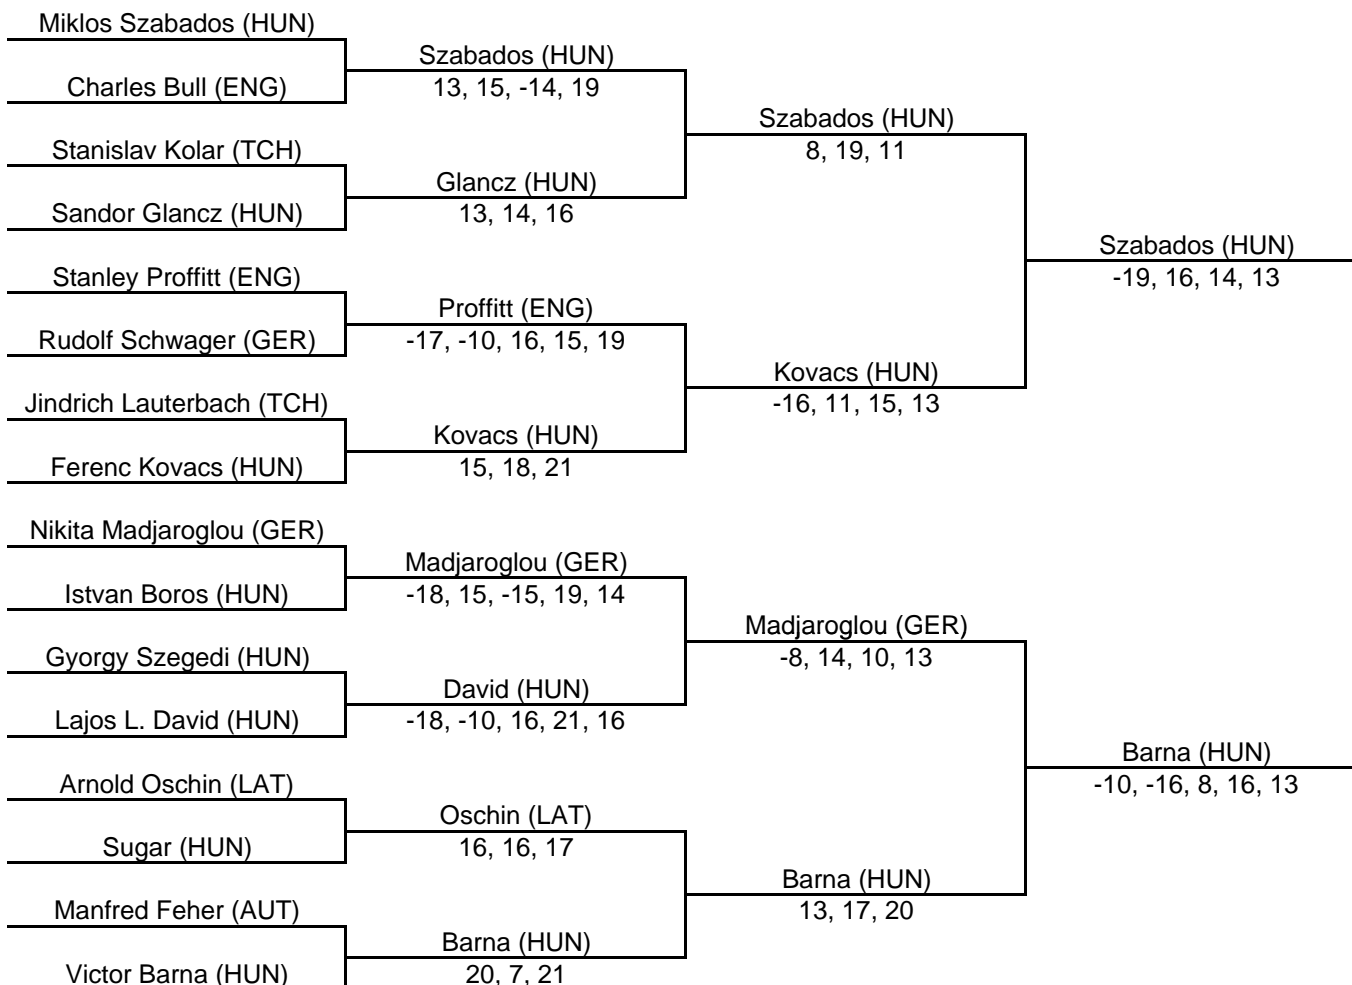 Miklos Szabados (HUN)
Charles Bull (ENG)
Stanislav Kolar (TCH)
Sandor Glancz (HUN)
Stanley Proffitt (ENG)
Rudolf Schwager (GER)
Jindrich Lauterbach (TCH)
Ferenc Kovacs (HUN)
Nikita Madjaroglou (GER)
Istvan Boros (HUN)
Gyorgy Szegedi (HUN)
Lajos L. David (HUN)
Arnold Oschin (LAT)
Sugar (HUN)
Manfred Feher (AUT)
Victor Barna (HUN)
Szabados (HUN)
13, 15, -14, 19
Glancz (HUN)
13, 14, 16
Proffitt (ENG)
-17, -10, 16, 15, 19
Kovacs (HUN)
15, 18, 21
Madjaroglou (GER)
-18, 15, -15, 19, 14
David (HUN)
-18, -10, 16, 21, 16
Oschin (LAT)
16, 16, 17
Barna (HUN)
20, 7, 21
Szabados (HUN)
8, 19, 11
Kovacs (HUN)
-16, 11, 15, 13
Madjaroglou (GER)
-8, 14, 10, 13
Barna (HUN)
13, 17, 20
Szabados (HUN)
-19, 16, 14, 13
Barna (HUN)
-10, -16, 8, 16, 13